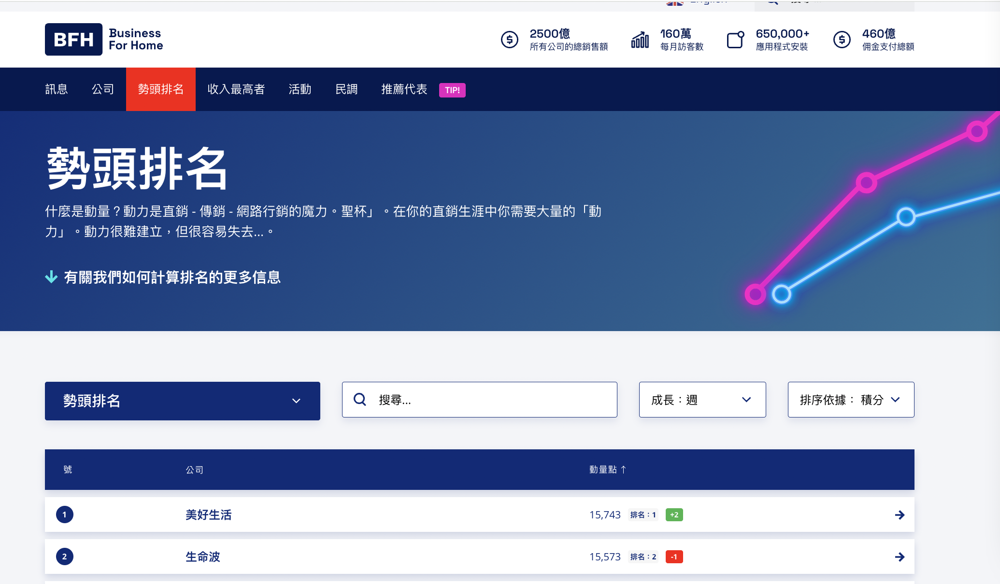 BFH
Business
For Home
2500億
所有公司的總銷售額
160萬
每月訪客數
650,000+
應用程式安裝
460億
佣金支付總額
訊息
公司
勢頭排名
收入最高者
活動
民調
推薦代表
TIP!
勢頭排名
什麼是動量？動力是直銷 - 傳銷 - 網路行銷的魔力。聖杯」。在你的直銷生涯中你需要大量的「動
力」。動力很難建立，但很容易失去...。
有關我們如何計算排名的更多信息
勢頭排名
搜尋...
成長：週
排序依據： 積分
號
公司
動量點 ↑
1
美好生活
15,743
排名：1
+2
2
生命波
15,573
排名：2
-1